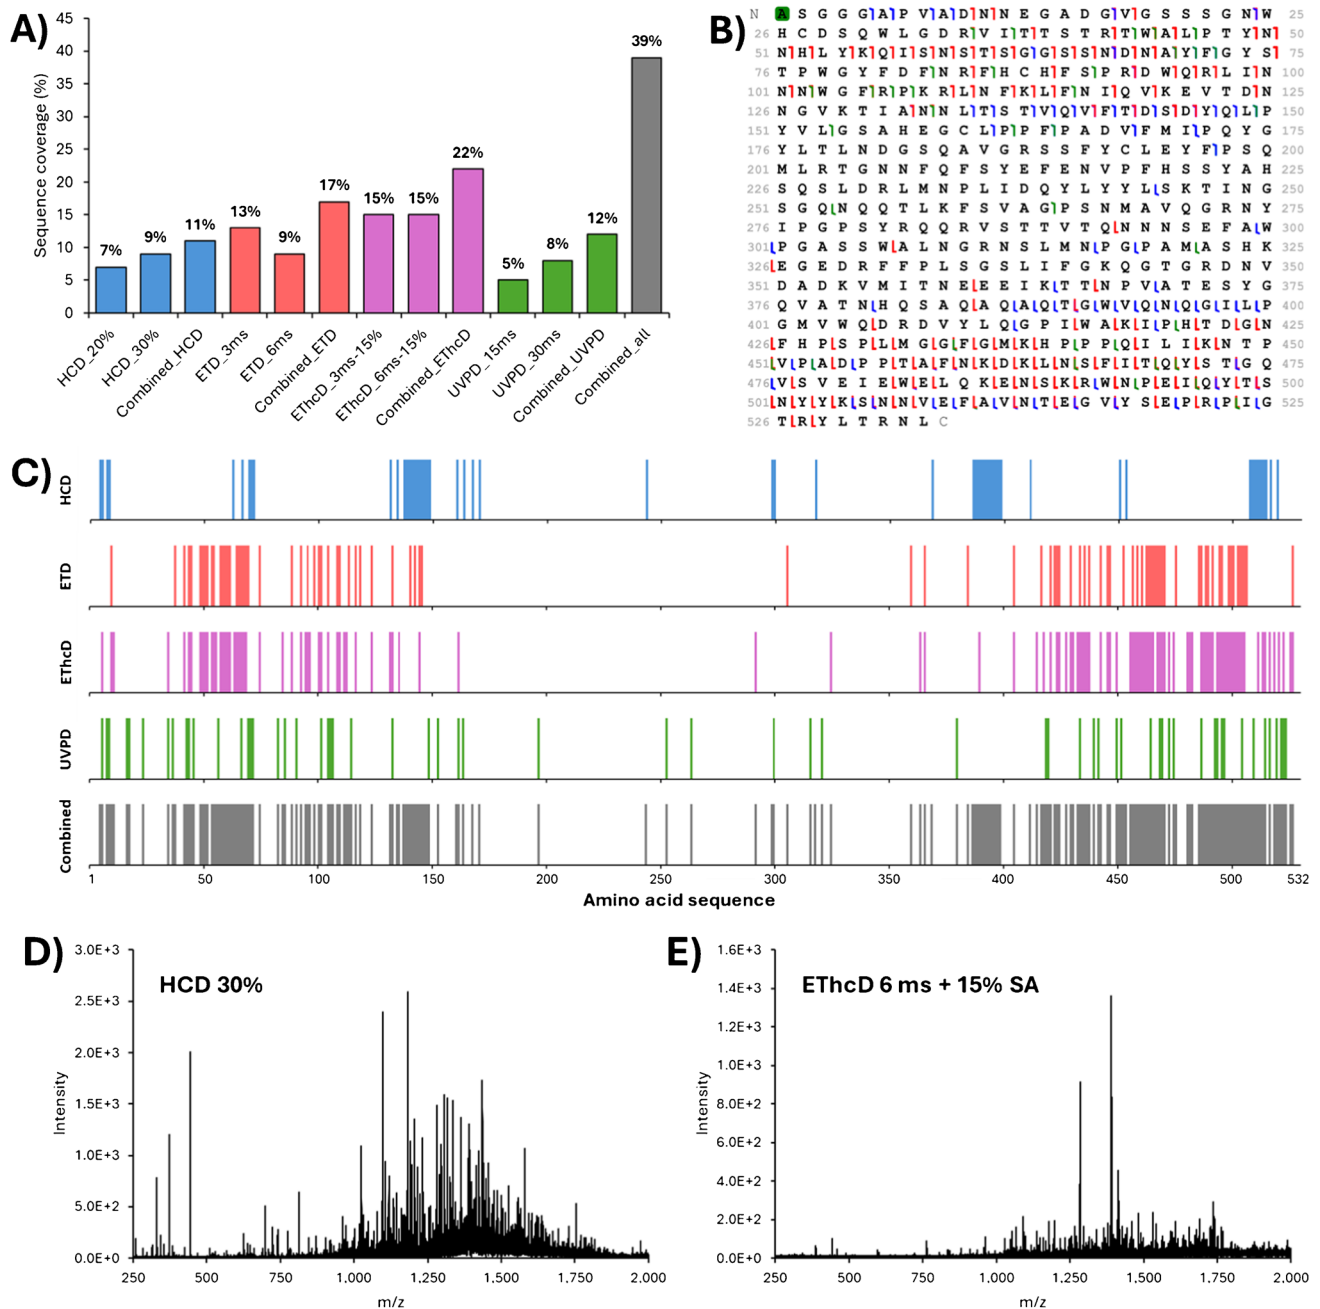 A)
Sequence coverage (%)
45
40
35
30
25
20
15
10
5
0
7%
9%
11%
13%
9%
17%
15%
15%
22%
5%
8%
12%
39%
HCD_20%
HCD_30%
Combined_HCD
ETD_3ms
ETD_6ms
Combined_ETD
EThcD_3ms-15%
EThcD_6ms-15%
Combined_EThcD
UVPD_15ms
UVPD_30ms
Combined_UVPD
Combined_all
B)
N A S G G G A P V A D N N E G A D G V G S S S G N W 25
26 H C D S Q W L G D R V I T T S T R T W A L P T Y N 50
51 N H L Y K Q I S N S T S G G S S N D N A Y F G Y S 75
76 T P W G Y F D F N R F H C H F S P R D W Q R L I N 100
101 N N W G F R P K R L N F K L F N I Q V K E V T D N 125
126 N G V K T I A N N L T S T V Q V F T D S D Y Q L P 150
151 Y V L G S A H E G C L P P F P A D V F M I P Q Y G 175
176 Y L T L N D G S Q A V G R S S F Y C L E Y F P S Q 200
201 M L R T G N N F Q F S Y E F E N V P F H S S Y A H 225
226 S Q S L D R L M N P L I D Q Y L Y Y L S K T I N G 250
251 S G Q N Q Q T L K F S V A G P S N M A V Q G R N Y 275
276 I P G P S Y R Q Q R V S T T V T Q N N N S E F A W 300
301 P G A S S W A L N G R N S L M N P G P A M A S H K 325
326 E G E D R F F P L S G S L I F G K Q G T G R D N V 350
351 D A D K V M I T N E E E I K T T N P V A T E S Y G 375
376 Q V A T N H Q S A Q A Q A Q T G W V Q N Q G I L P 400
401 G M V W Q D R D V Y L Q G P I W A K I P H T D G N 425
426 F H P S P L M G G F G M K H P P P Q I L I K N T P 450
451 V P A D P P T A F N K D K L N S F I T Q Y S T G Q 475
476 V S V E I E W E L Q K E N S K R W N P E I Q Y T S 500
501 N Y Y K S N N V E F A V N T E G V Y S E P R P I G 525
526 T R Y L T R N L C
C)
HCD
ETD
EThcD
UVPD
Combined
1 50 100 150 200 250 300 350 400 450 500 532
Amino acid sequence
D)
HCD 30%
Intensity
3.0E+3
2.5E+3
2.0E+3
1.5E+3
1.0E+3
5.0E+2
0.0E+0
250 500 750 1.000 1.250 1.500 1.750 2.000
m/z
E)
EThcD 6 ms + 15% SA
Intensity
1.6E+3
1.4E+3
1.2E+3
1.0E+3
8.0E+2
6.0E+2
4.0E+2
2.0E+2
0.0E+0
250 500 750 1.000 1.250 1.500 1.750 2.000
m/z